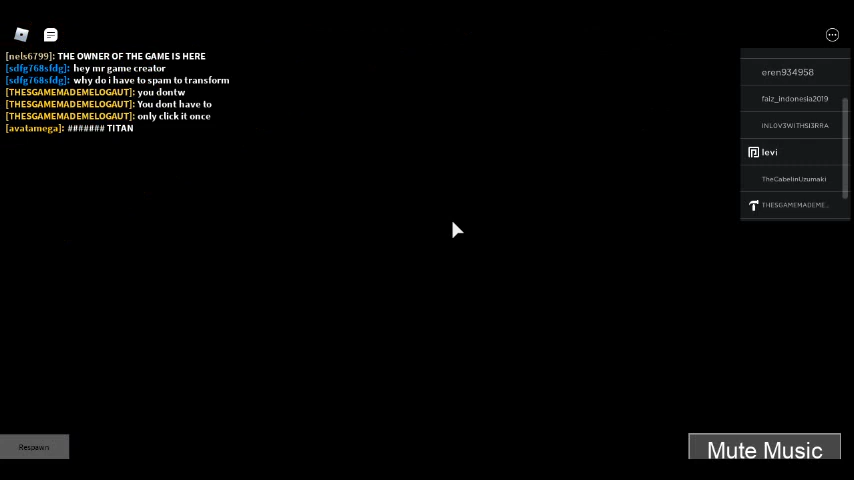 [nels6799]: THE OWNER OF THE GAME IS HERE
[sdfg768sfdg]: hey mr game creator
[sdfg768sfdg]: why do i have to spam to transform
[THESGAMEMADEMELOGAUT]: you dontw
[THESGAMEMADEMELOGAUT]: You dont have to
[THESGAMEMADEMELOGAUT]: only click it once
[avatamega]: ####### TITAN
eren934958
faiz_indonesia2019
INL0V3WITHSI3RRA
levi
TheCabelinUzumaki
THESGAMEMADEME...
Respawn
Mute Music